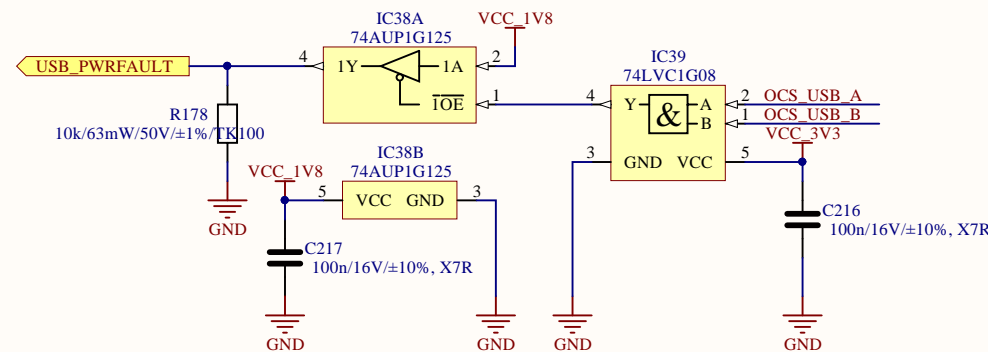 IC38A
74AUP1G125
VCC_1V8
USB_PWRFAULT
4
1Y
1A
2
1OE
1
R178
10k/63mW/50V/±1%/TK100
GND
IC39
74LVC1G08
4
Y
&
A
2
OCS_USB_A
B
1
OCS_USB_B
VCC_3V3
3
GND
VCC
5
IC38B
74AUP1G125
VCC_1V8
5
VCC
GND
3
C217
100n/16V/±10%, X7R
C216
100n/16V/±10%, X7R
GND
GND
GND
GND